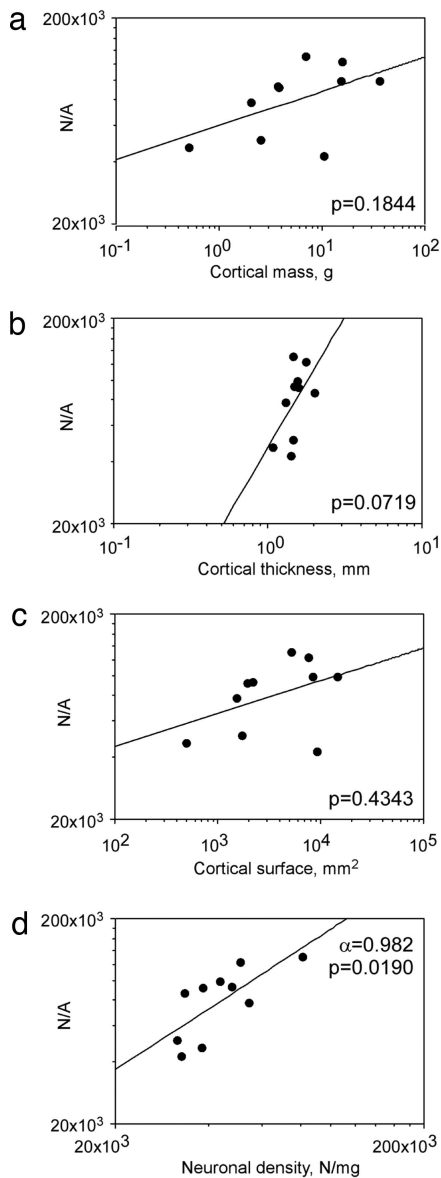 a
200x10³
N/A
p=0.1844
20x10³
10⁻¹ 10⁰ 10¹ 10²
Cortical mass, g
b
200x10³
N/A
p=0.0719
20x10³
10⁻¹ 10⁰ 10¹
Cortical thickness, mm
c
200x10³
N/A
p=0.4343
20x10³
10² 10³ 10⁴ 10⁵
Cortical surface, mm²
d
200x10³
α=0.982
p=0.0190
N/A
20x10³
20x10³ 200x10³
Neuronal density, N/mg